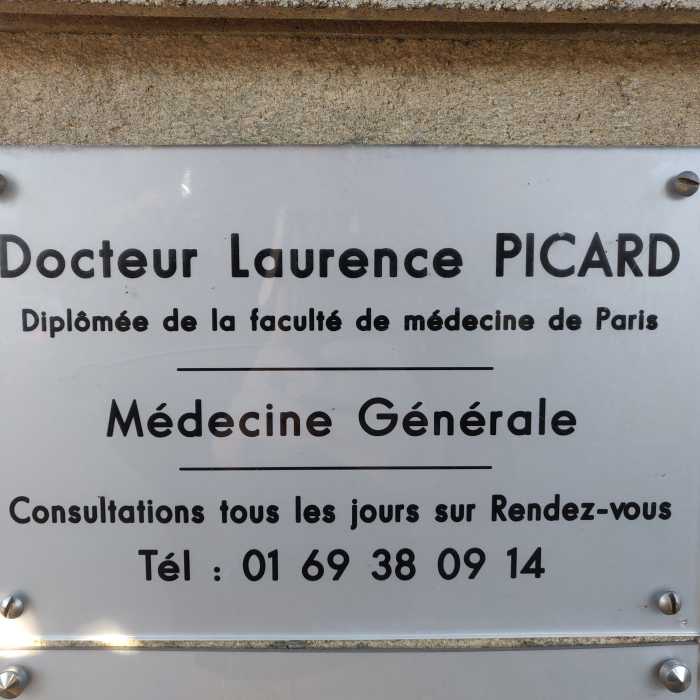 Docteur Laurence PICARD
Diplômée de la faculté de médecine de Paris
Médecine Générale
Consultations tous les jours sur Rendez-vous
Tél : 01 69 38 09 14